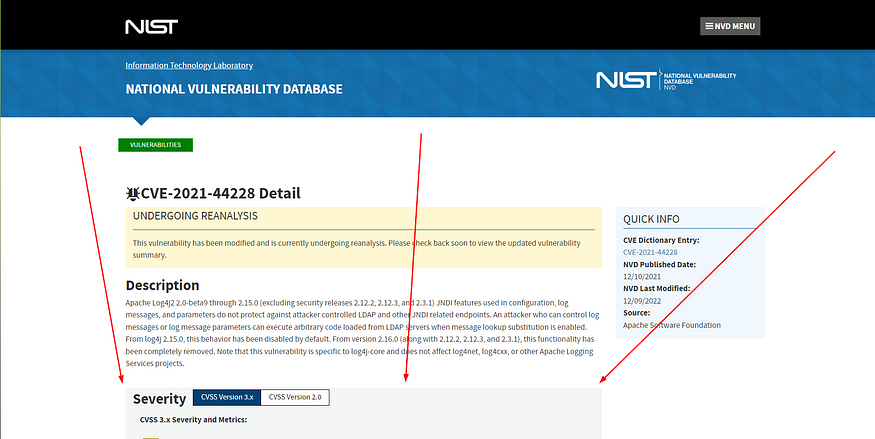 NIST
NVD MENU
Information Technology Laboratory
NATIONAL VULNERABILITY DATABASE
NIST
NATIONAL VULNERABILITY
DATABASE
NVD
VULNERABILITIES
CVE-2021-44228 Detail
UNDERGOING REANALYSIS
This vulnerability has been modified and is currently undergoing reanalysis. Please check back soon to view the updated vulnerability
summary.
Description
Apache Log4j2 2.0-beta9 through 2.15.0 (excluding security releases 2.12.2, 2.12.3, and 2.3.1) JNDI features used in configuration, log
messages, and parameters do not protect against attacker controlled LDAP and other JNDI related endpoints. An attacker who can control log
messages or log message parameters can execute arbitrary code loaded from LDAP servers when message lookup substitution is enabled.
From log4j 2.15.0, this behavior has been disabled by default. From version 2.16.0 (along with 2.12.2, 2.12.3, and 2.3.1), this functionality has
been completely removed. Note that this vulnerability is specific to log4j-core and does not affect log4net, log4cxx, or other Apache Logging
Services projects.
Severity
CVSS Version 3.x
CVSS Version 2.0
CVSS 3.x Severity and Metrics:
QUICK INFO
CVE Dictionary Entry:
CVE-2021-44228
NVD Published Date:
12/10/2021
NVD Last Modified:
12/09/2022
Source:
Apache Software Foundation